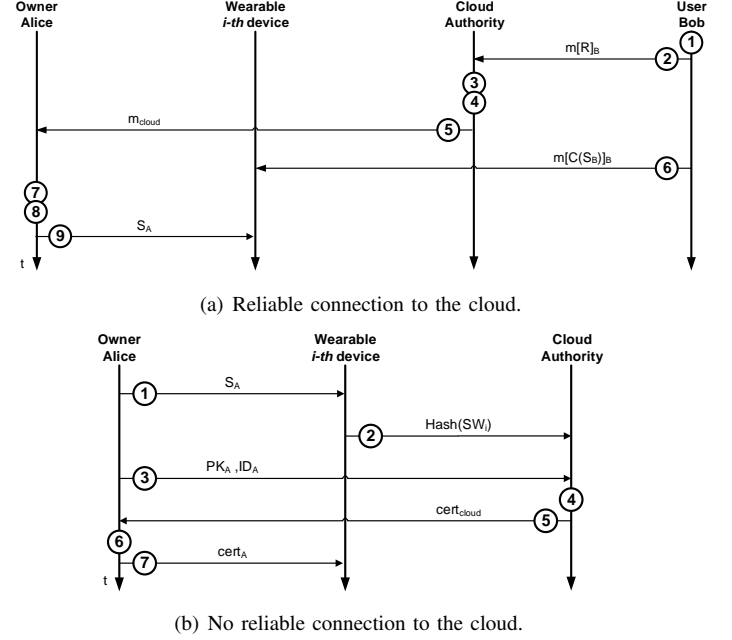 Owner
Alice
Wearable
i-th device
Cloud
Authority
User
Bob
1
m[R]B
2
3
4
mcloud
5
m[C(SB)]B
6
7
8
9
SA
t
(a) Reliable connection to the cloud.
Owner
Alice
Wearable
i-th device
Cloud
Authority
1
SA
2
Hash(SWi)
3
PKA ,IDA
4
certcloud
5
6
7
certA
t
(b) No reliable connection to the cloud.